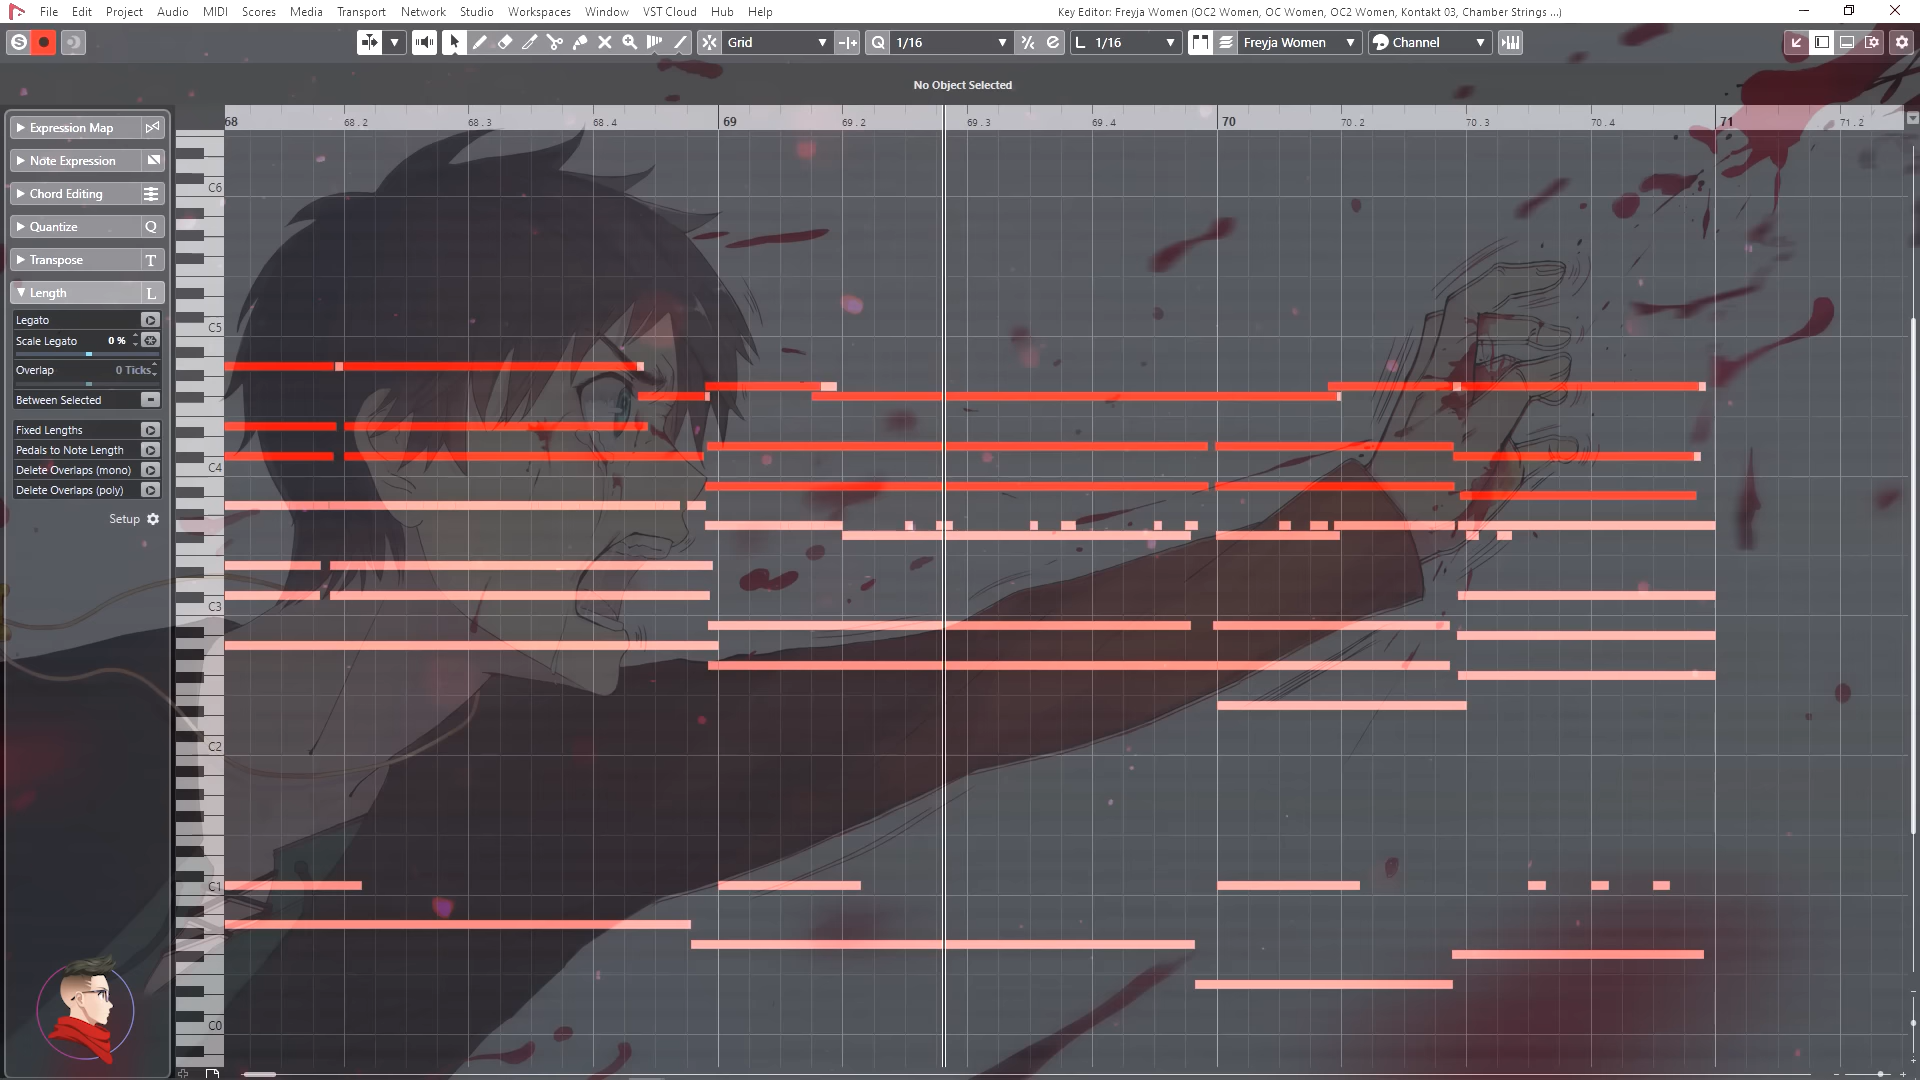 File Edit Project Audio MIDI Scores Media Transport Network Studio Workspaces Window VST Cloud Hub Help
Key Editor: Freyja Women (OC2 Women, OC Women, OC2 Women, Kontakt 03, Chamber Strings ...)
S Grid Q 1/16 L 1/16 Freyja Women Channel
No Object Selected
68 68.2 68.3 68.4 69 69.2 69.3 69.4 70 70.2 70.3 70.4 71 71.2
Expression Map
Note Expression
Chord Editing
Quantize Q
Transpose T
Length L
Legato
Scale Legato 0 %
Overlap 0 Ticks
Between Selected
Fixed Lengths
Pedals to Note Length
Delete Overlaps (mono)
Delete Overlaps (poly)
Setup
C6
C5
C4
C3
C2
C1
C0